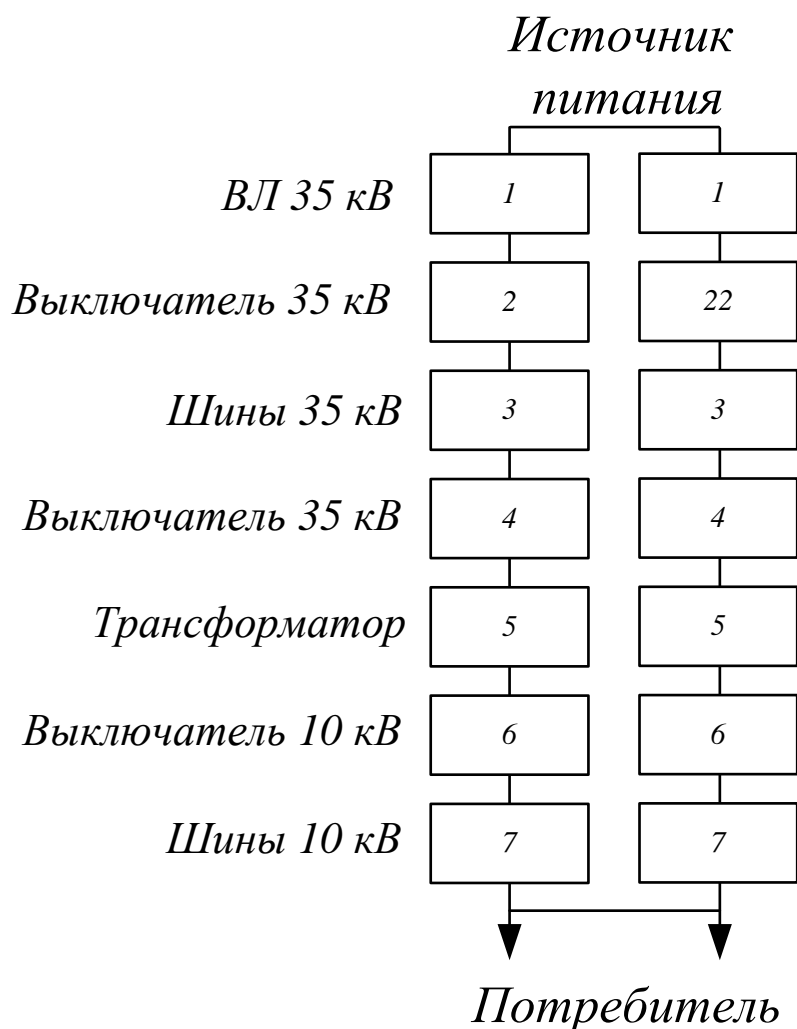 Источник
питания
ВЛ 35 кВ 1 1
Выключатель 35 кВ 2 22
Шины 35 кВ 3 3
Выключатель 35 кВ 4 4
Трансформатор 5 5
Выключатель 10 кВ 6 6
Шины 10 кВ 7 7
Потребитель